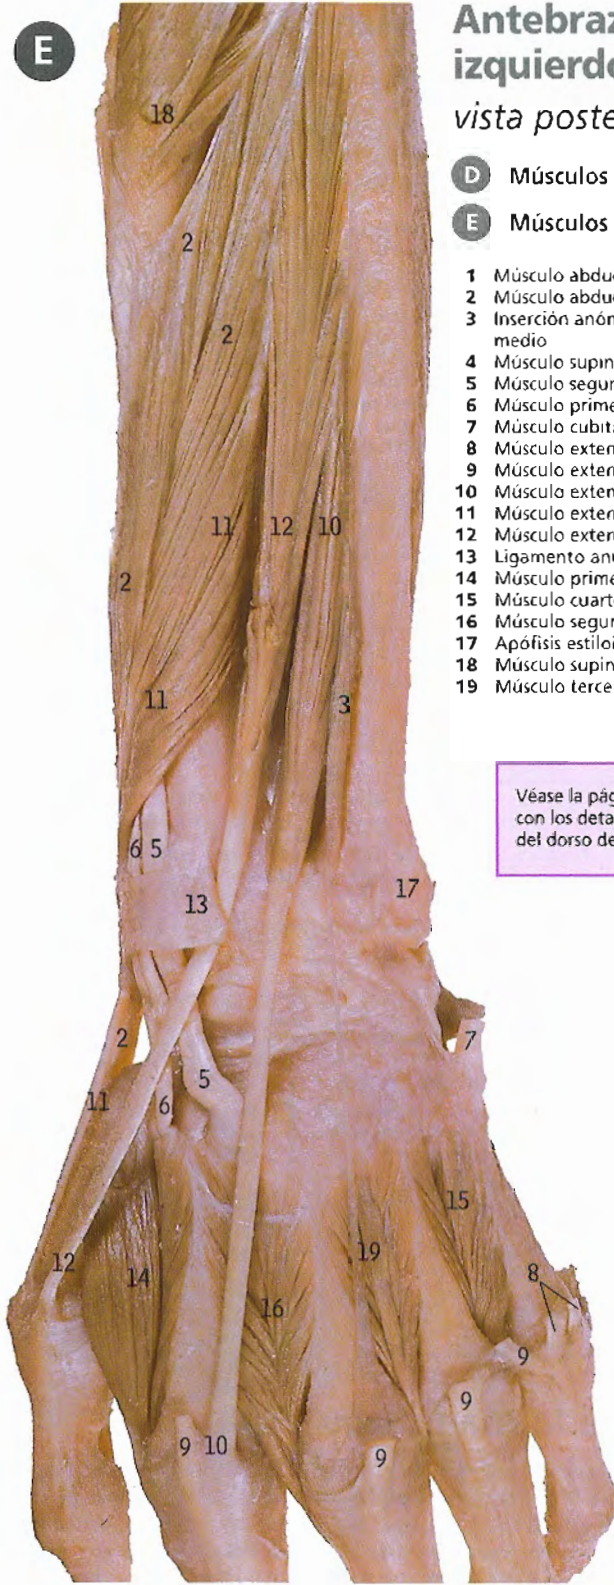 E
Antebraz
izquierdo
vista poste
D Músculos
E Músculos
1 Músculo abduc
2 Músculo abduc
3 Inserción anón
medio
4 Músculo supin
5 Músculo segur
6 Músculo prime
7 Músculo cubita
8 Músculo exten
9 Músculo exten
10 Músculo exten
11 Músculo exten
12 Músculo exten
13 Ligamento anu
14 Músculo prime
15 Músculo cuart
16 Músculo segur
17 Apófisis estiloi
18 Músculo supin
19 Músculo terce
Véase la pág
con los deta
del dorso de
18
2
2
11 12 10
2
11
3
6 5
13
17
2
7
5
11
6
15
12
14
19
16
8
9
9
9 10
9